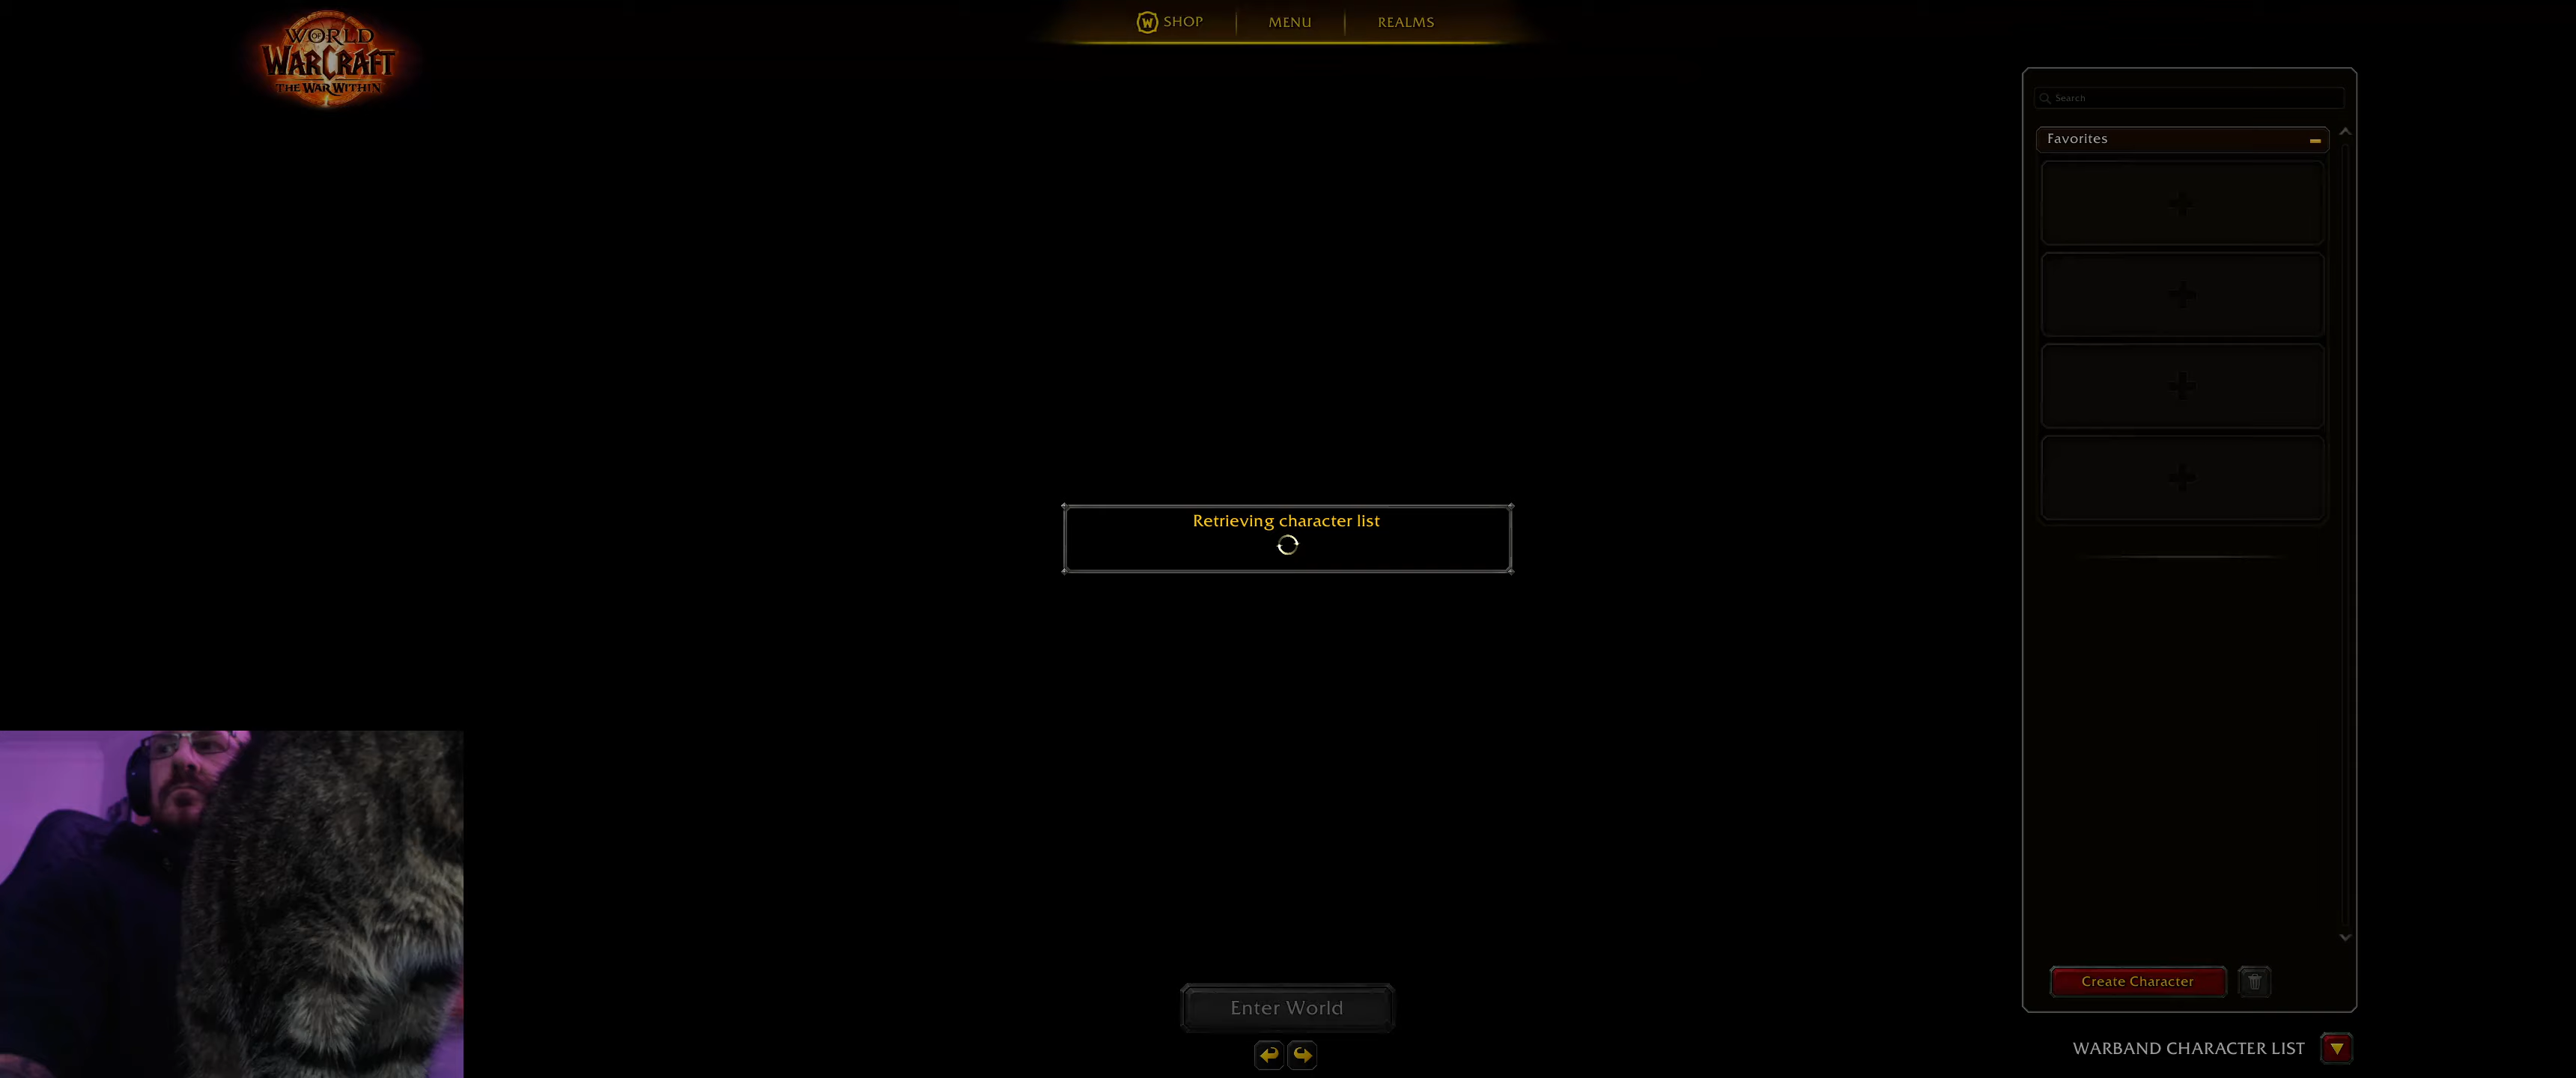 WORLD
OF
WARCRAFT
THE WAR WITHIN
SHOP
MENU
REALMS
Search
Favorites
Retrieving character list
Create Character
Enter World
WARBAND CHARACTER LIST